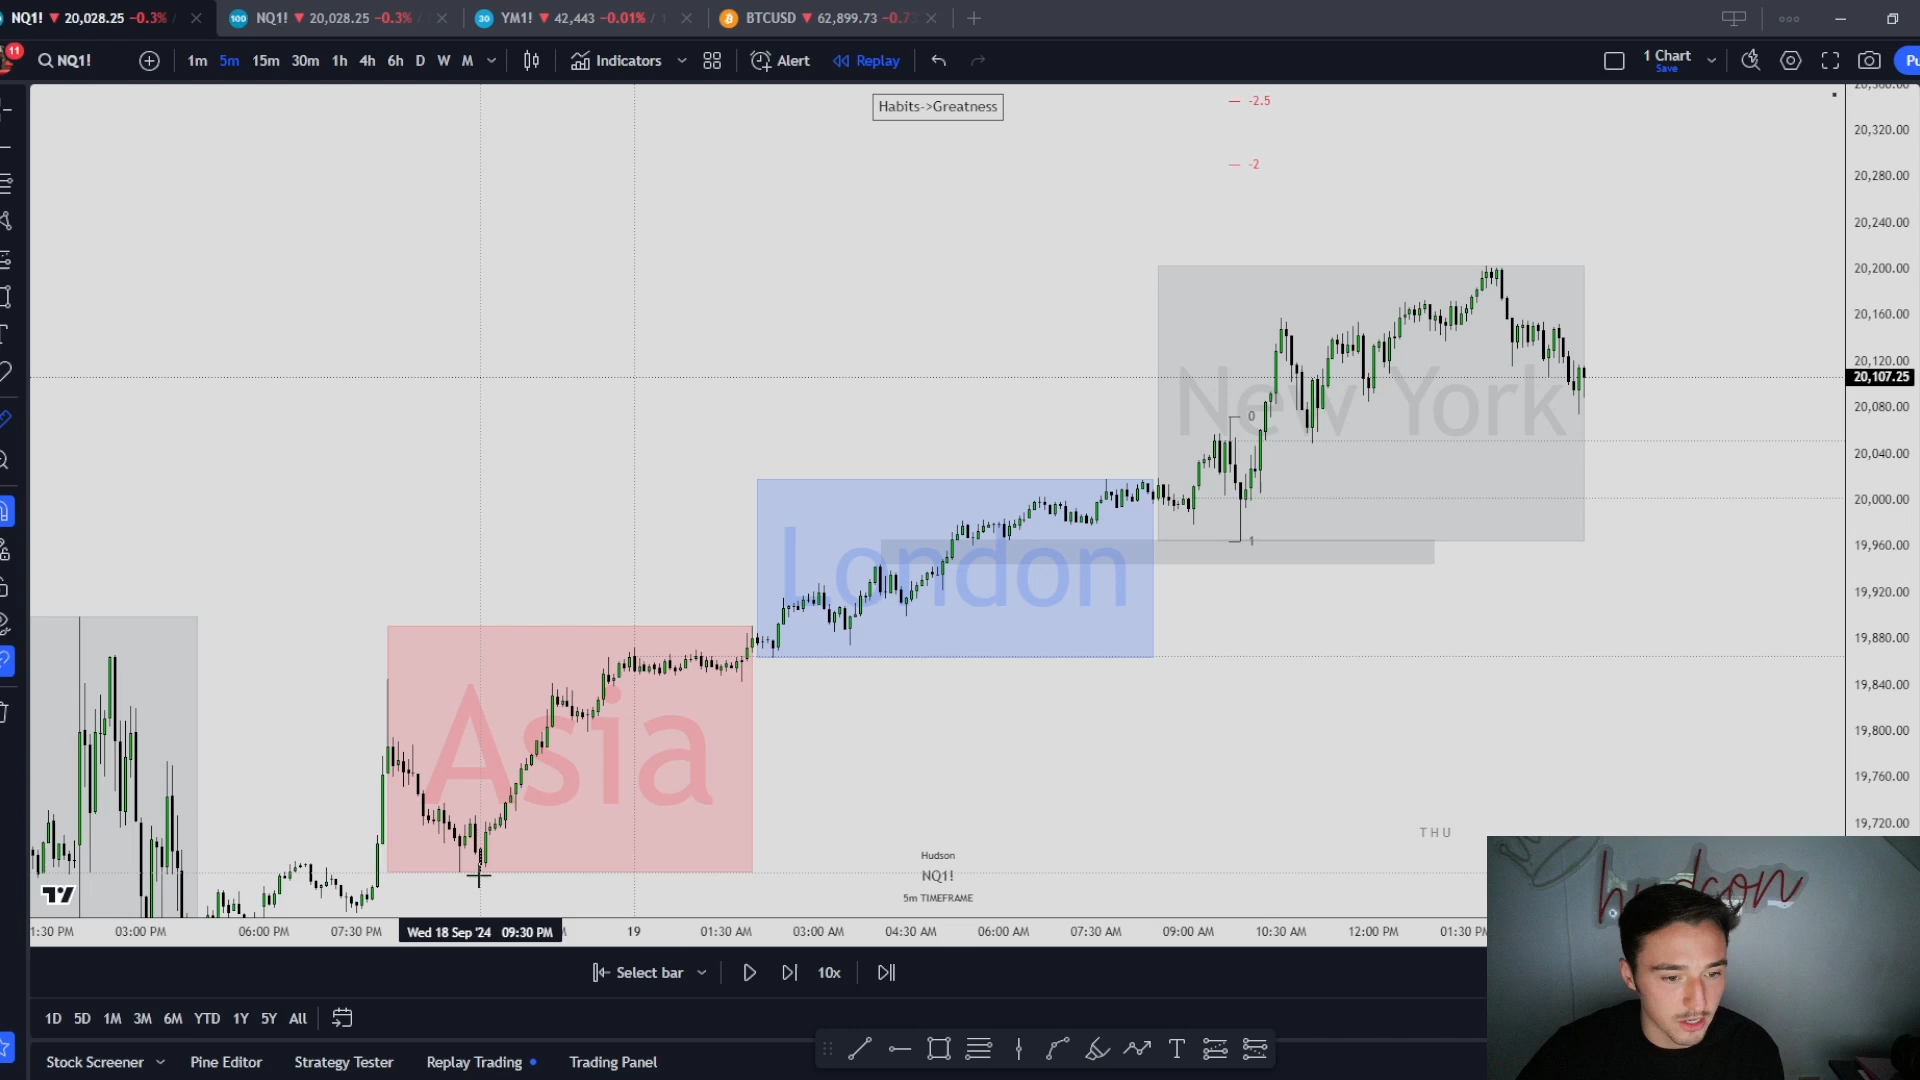 NQ1! 20,028.25 −0.3%
100 NQ1! 20,028.25 −0.3%
30 YM1! 42,443 −0.01%
BTCUSD 62,899.73 −0.73
11
NQ1!
1m 5m 15m 30m 1h 4h 6h D W M
Indicators
Alert
Replay
1 Chart
Save
Habits->Greatness
-2.5
-2
20,320.00
20,280.00
20,240.00
20,200.00
20,160.00
20,120.00
20,107.25
20,080.00
20,040.00
20,000.00
19,960.00
19,920.00
19,880.00
19,840.00
19,800.00
19,760.00
19,720.00
New York
0
1
London
Asia
THU
Hudson
NQ1!
5m TIMEFRAME
hudson
1:30 PM 03:00 PM 06:00 PM 07:30 PM Wed 18 Sep '24 09:30 PM 19 01:30 AM 03:00 AM 04:30 AM 06:00 AM 07:30 AM 09:00 AM 10:30 AM 12:00 PM 01:30 PM
Select bar
10x
1D 5D 1M 3M 6M YTD 1Y 5Y All
Stock Screener
Pine Editor
Strategy Tester
Replay Trading
Trading Panel